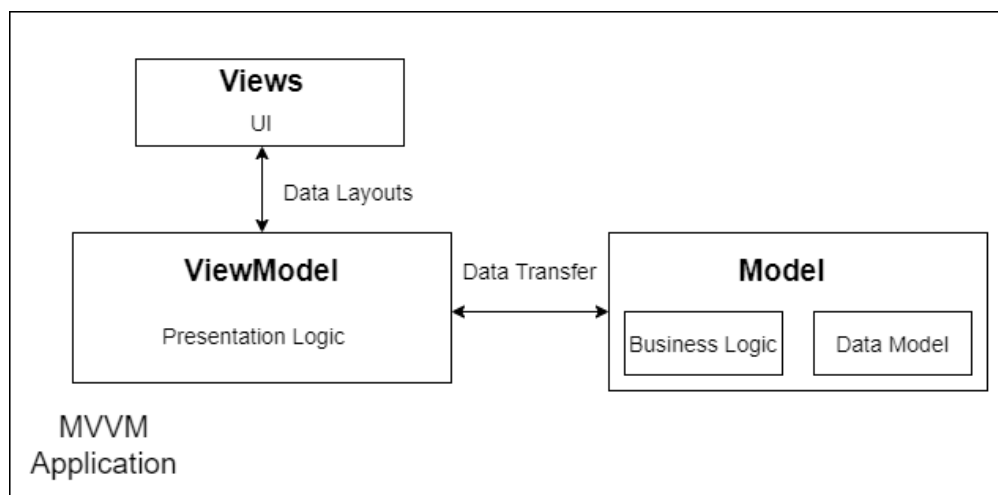 Views
UI
Data Layouts
ViewModel
Presentation Logic
Data Transfer
Model
Business Logic
Data Model
MVVM
Application